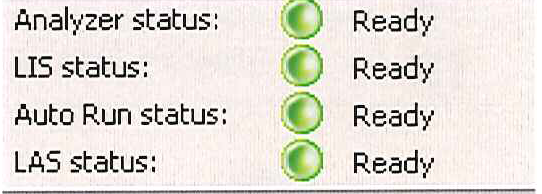 Analyzer status: Ready
LIS status: Ready
Auto Run status: Ready
LAS status: Ready